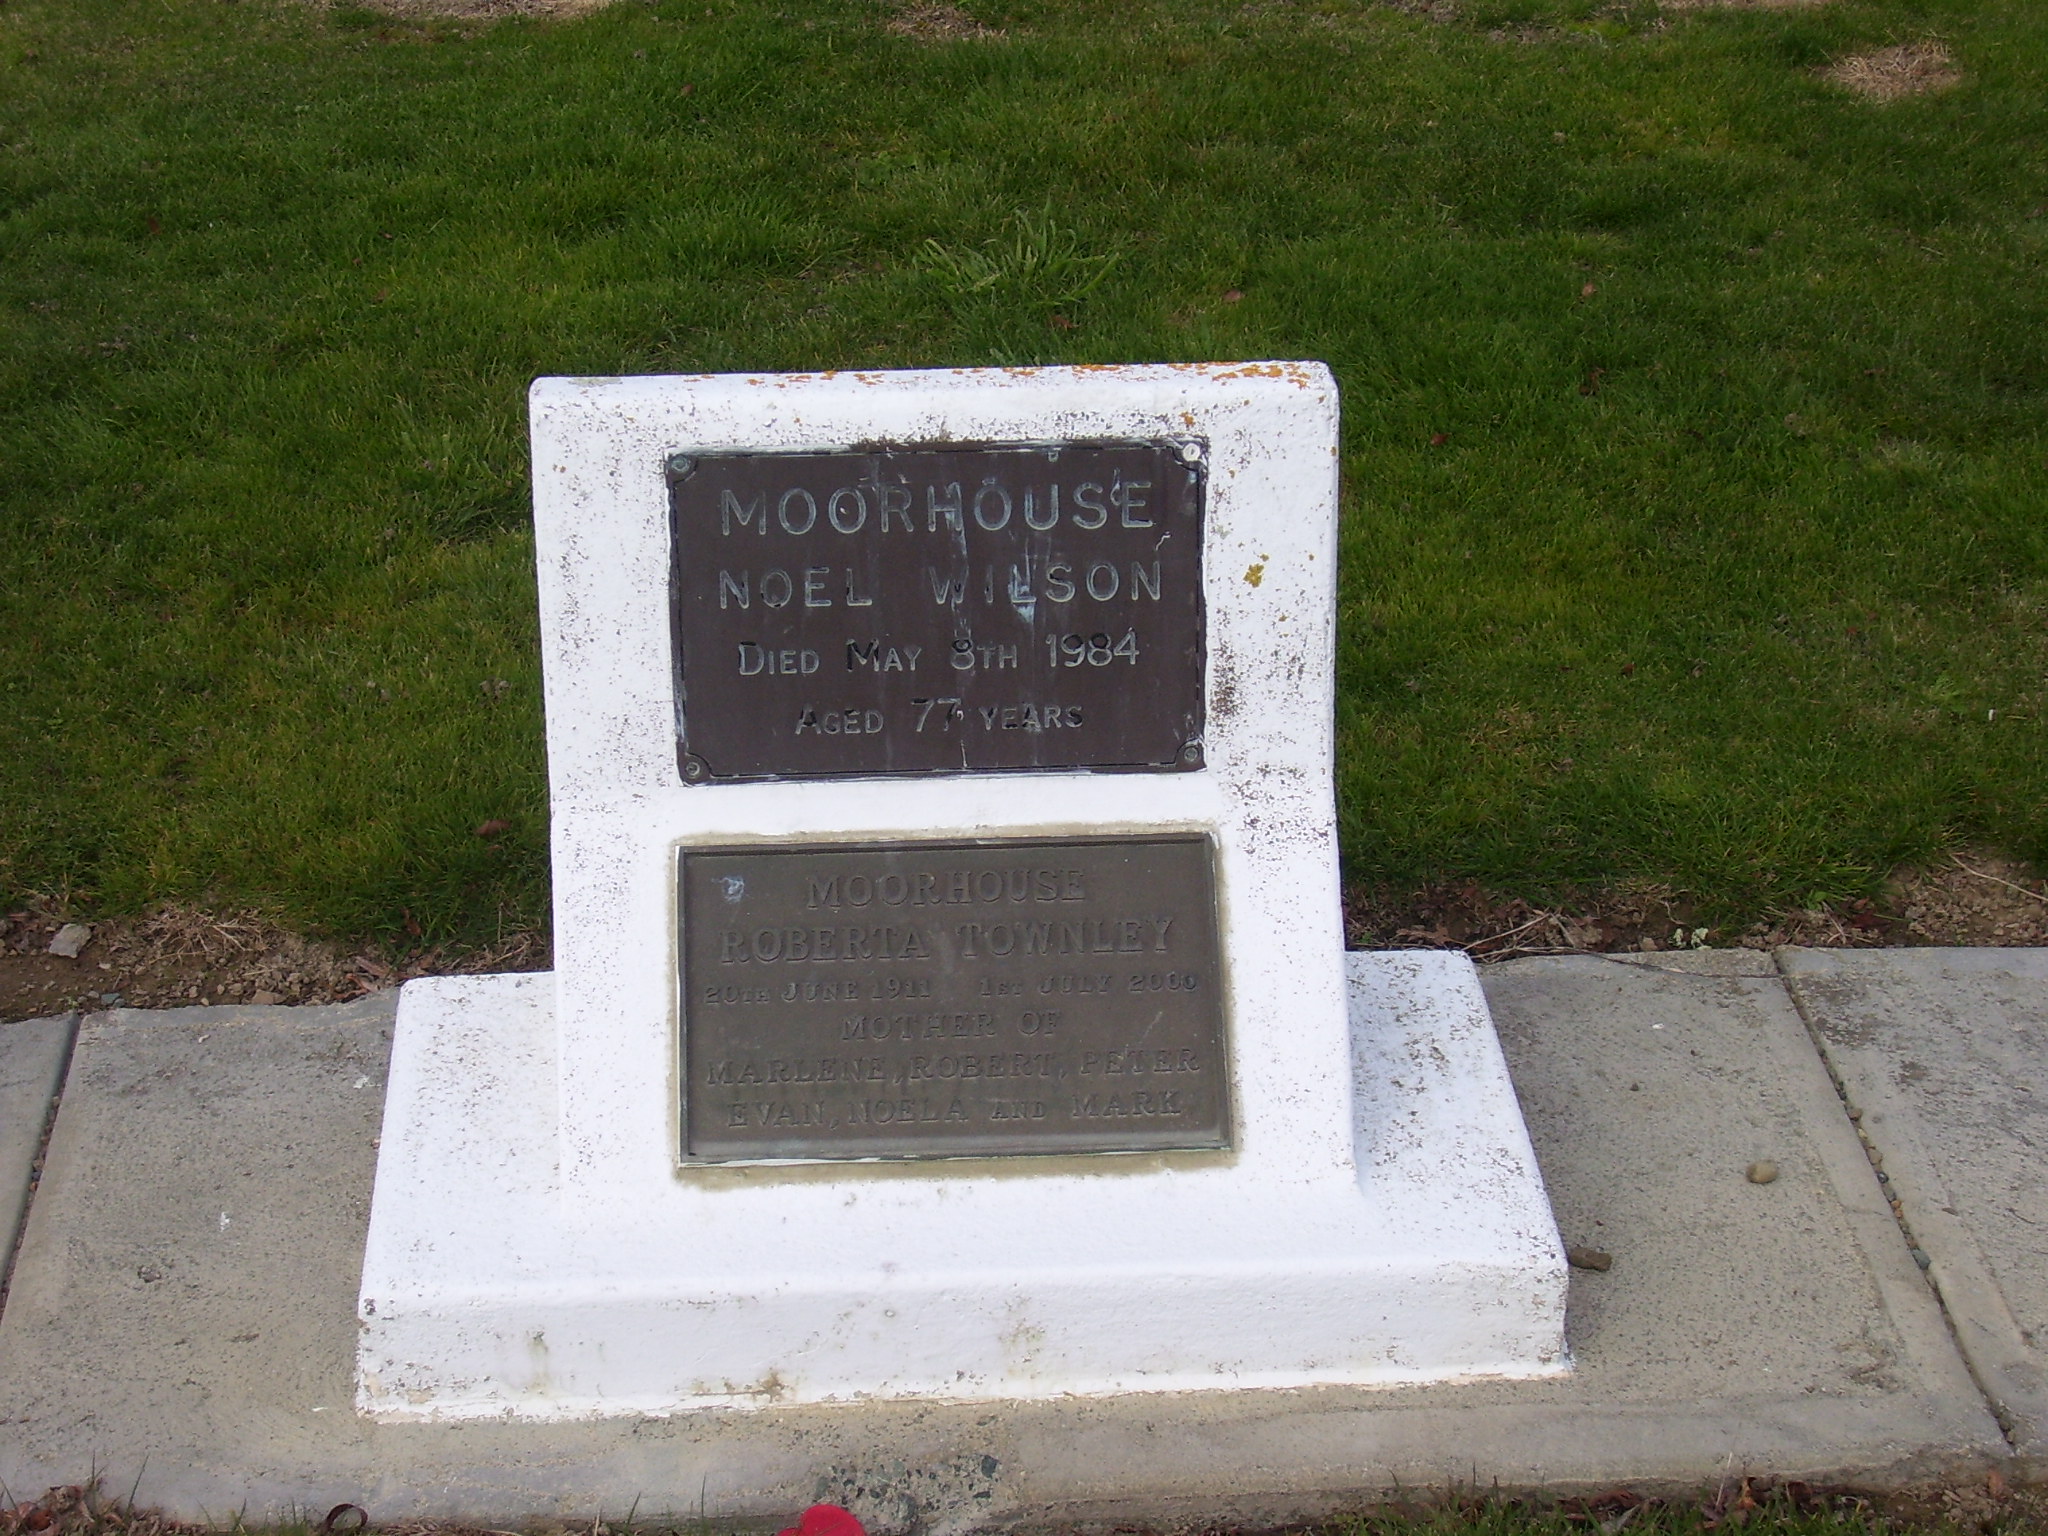 MOORHOUSE
NOEL WILSON
DIED MAY 8TH 1984
AGED 77 YEARS
MOORHOUSE
ROBERTA TOWNLEY
20TH JUNE 1911 1ST JULY 2000
MOTHER OF
MARLENE, ROBERT, PETER
EVAN, NOELA AND MARK